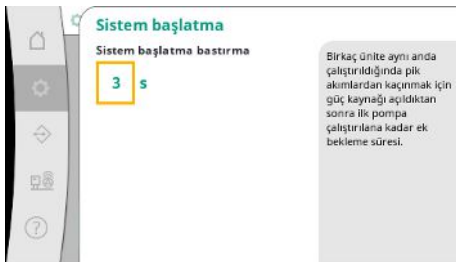 Sistem başlatma
Sistem başlatma bastırma
3 s
Birkaç ünite aynı anda
çalıştırıldığında pik
akımlardan kaçınmak için
güç kaynağı açıldıktan
sonra ilk pompa
çalıştırılana kadar ek
bekleme süresi.
?